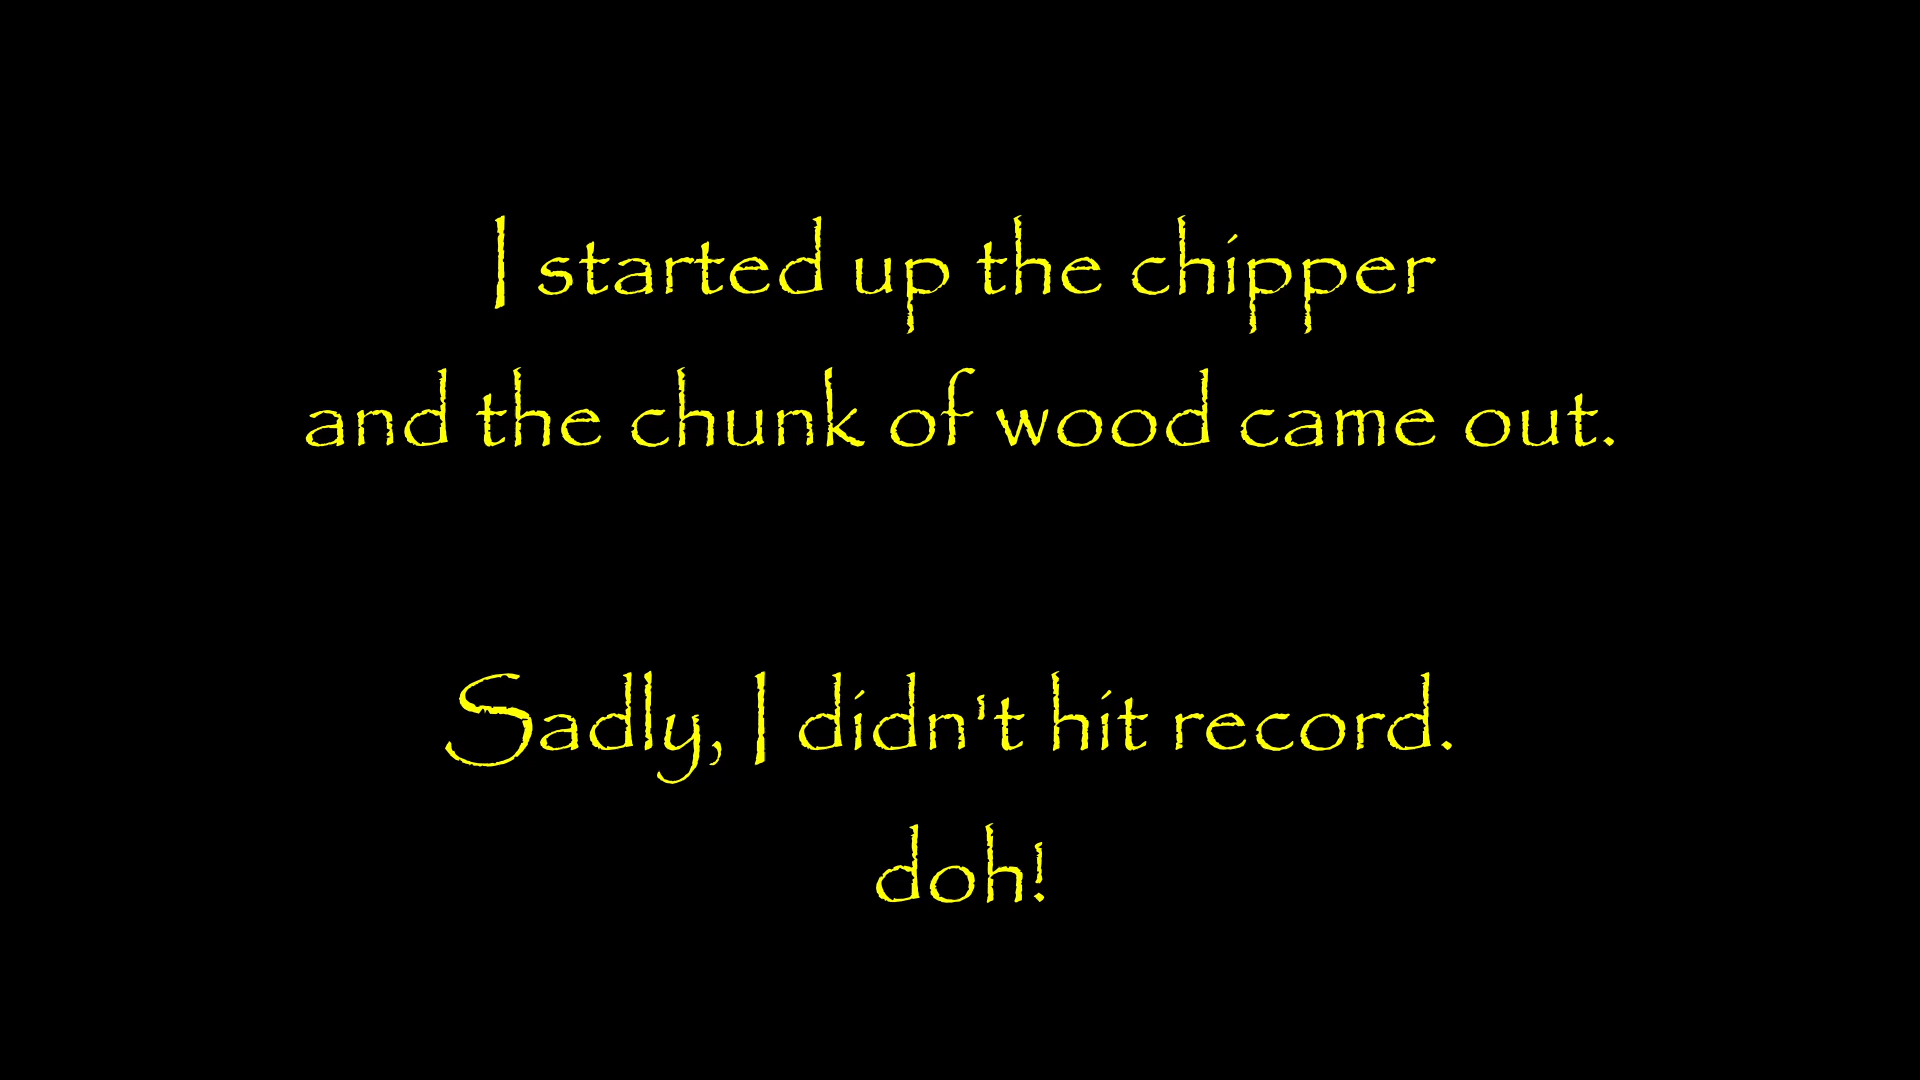 I started up the chipper
and the chunk of wood came out.
Sadly, I didn't hit record.
doh!